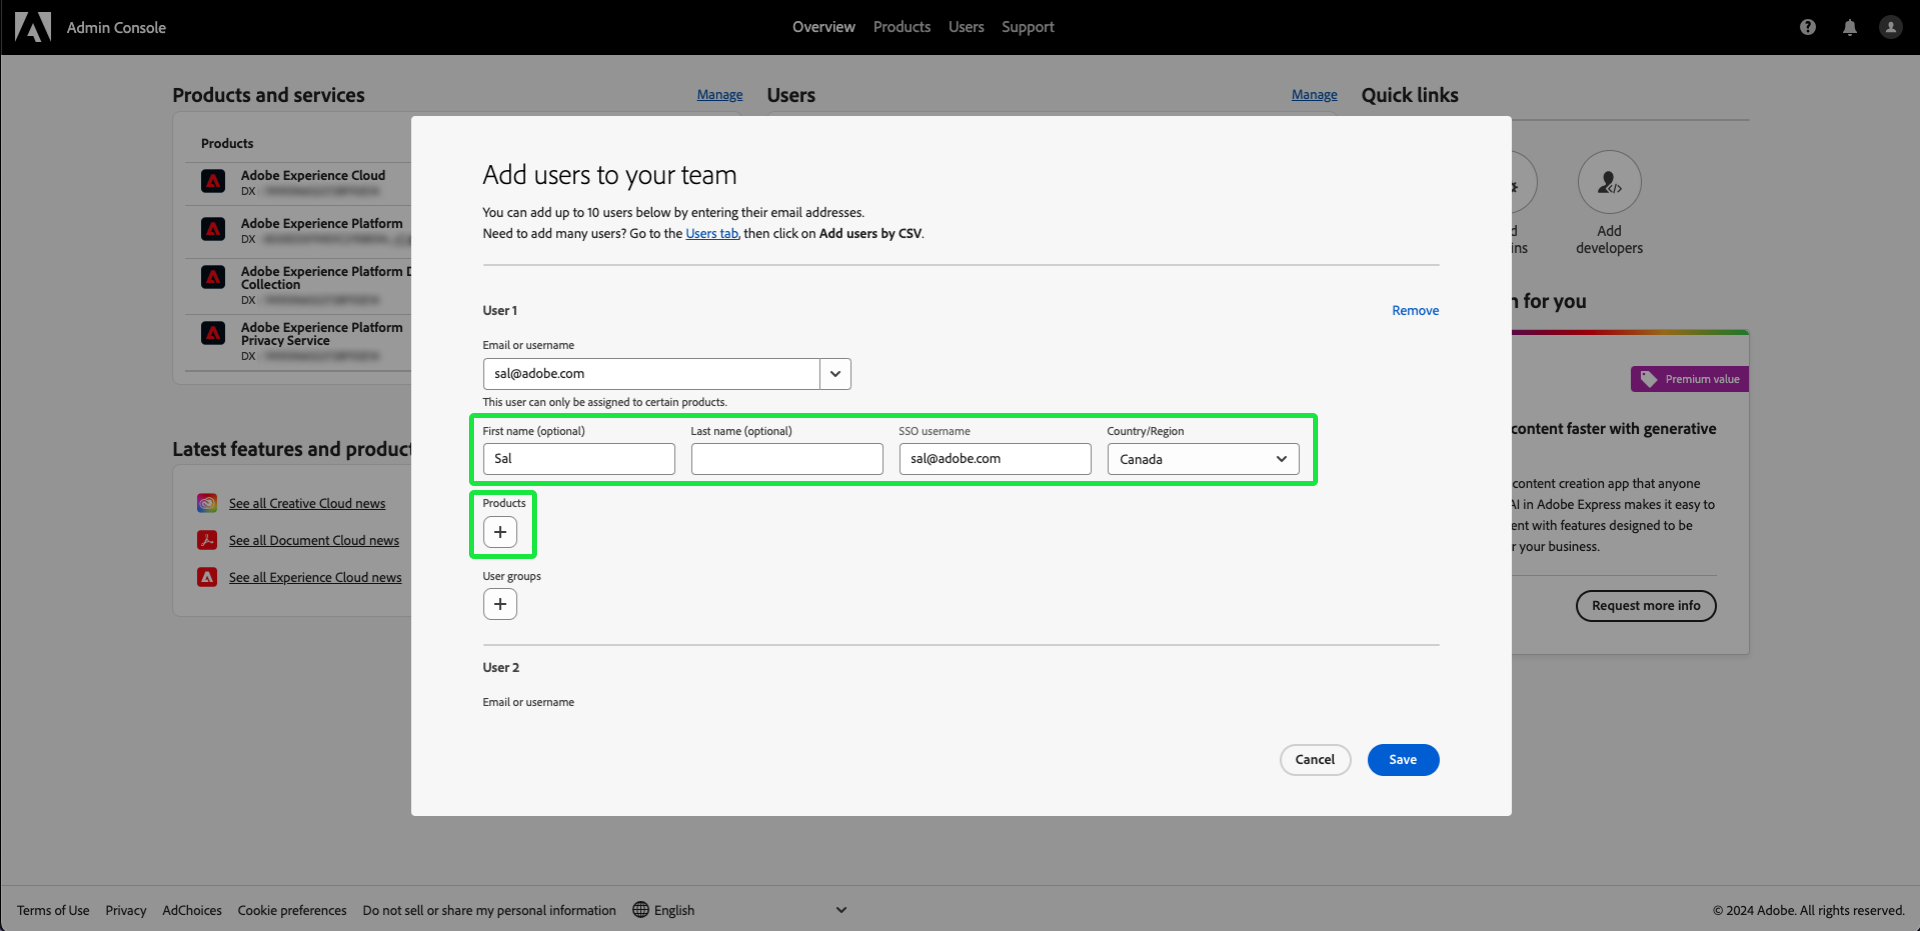 Admin Console
Overview Products Users Support
Products and services Manage
Users Manage
Quick links
Products
Adobe Experience Cloud
DX
Adobe Experience Platform
DX
Adobe Experience Platform D
Collection
DX
Adobe Experience Platform
Privacy Service
DX
Latest features and product
See all Creative Cloud news
See all Document Cloud news
See all Experience Cloud news
Add users to your team
You can add up to 10 users below by entering their email addresses.
Need to add many users? Go to the Users tab, then click on Add users by CSV.
User 1 Remove
Email or username
sal@adobe.com
This user can only be assigned to certain products.
First name (optional) Last name (optional) SSO username Country/Region
Sal sal@adobe.com Canada
Products
+
User groups
+
User 2
Email or username
Cancel Save
d
ins
Add
developers
n for you
Premium value
content faster with generative
content creation app that anyone
AI in Adobe Express makes it easy to
ent with features designed to be
r your business.
Request more info
Terms of Use Privacy AdChoices Cookie preferences Do not sell or share my personal information English
© 2024 Adobe. All rights reserved.